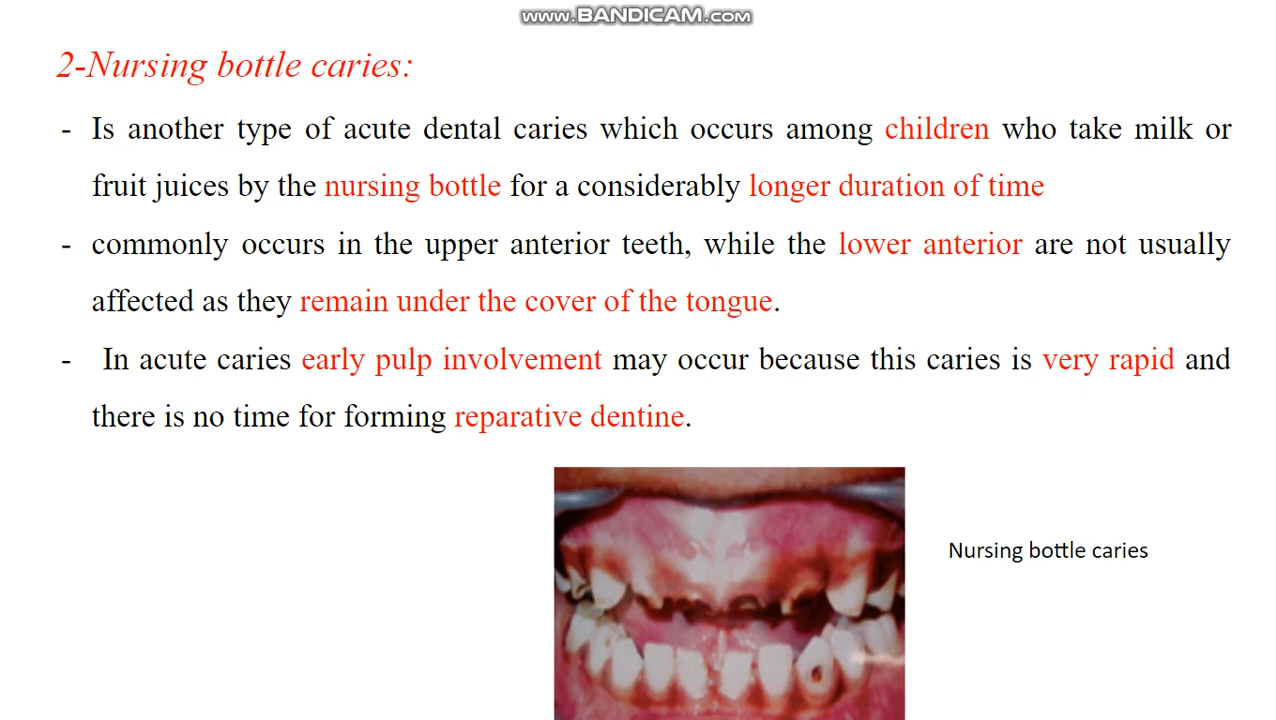 www.BANDICAM.com
2-Nursing bottle caries:
- Is another type of acute dental caries which occurs among children who take milk or
fruit juices by the nursing bottle for a considerably longer duration of time
- commonly occurs in the upper anterior teeth, while the lower anterior are not usually
affected as they remain under the cover of the tongue.
- In acute caries early pulp involvement may occur because this caries is very rapid and
there is no time for forming reparative dentine.
Nursing bottle caries